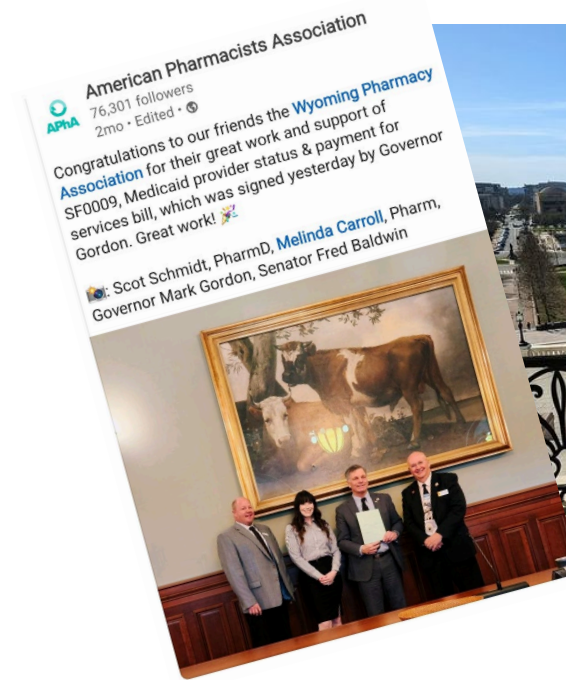 American Pharmacists Association
76,301 followers
2mo • Edited •
APhA
Congratulations to our friends the Wyoming Pharmacy
Association for their great work and support of
SF0009, Medicaid provider status & payment for
services bill, which was signed yesterday by Governor
Gordon. Great work! 🎉
📸: Scot Schmidt, PharmD, Melinda Carroll, Pharm,
Governor Mark Gordon, Senator Fred Baldwin